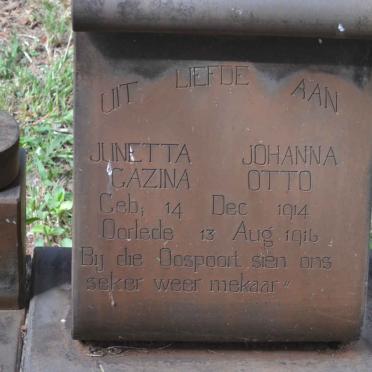 UIT LIEFDE AAN
JUNETTA JOHANNA
GAZINA OTTO
Geb; 14 Dec 1914
Oorlede 13 Aug 1916
Bij die Oospoort sien ons
seker weer mekaar"